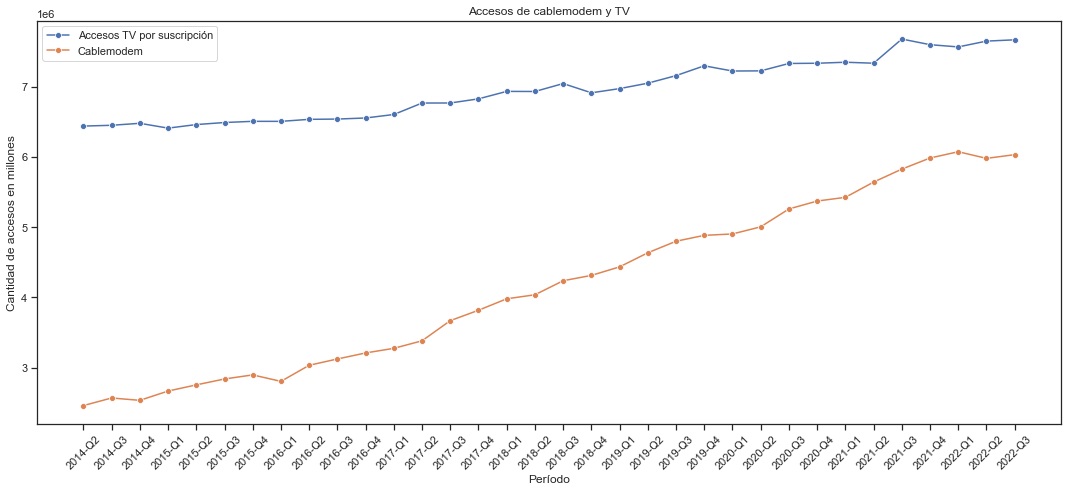 Accesos de cablemodem y TV
1e6
Accesos TV por suscripción
Cablemodem
Cantidad de accesos en millones
7
6
5
4
3
2014-Q2
2014-Q3
2014-Q4
2015-Q1
2015-Q2
2015-Q3
2015-Q4
2016-Q1
2016-Q2
2016-Q3
2016-Q4
2017-Q1
2017-Q2
2017-Q3
2017-Q4
2018-Q1
2018-Q2
2018-Q3
2018-Q4
2019-Q1
2019-Q2
2019-Q3
2019-Q4
2020-Q1
2020-Q2
2020-Q3
2020-Q4
2021-Q1
2021-Q2
2021-Q3
2021-Q4
2022-Q1
2022-Q2
2022-Q3
Período